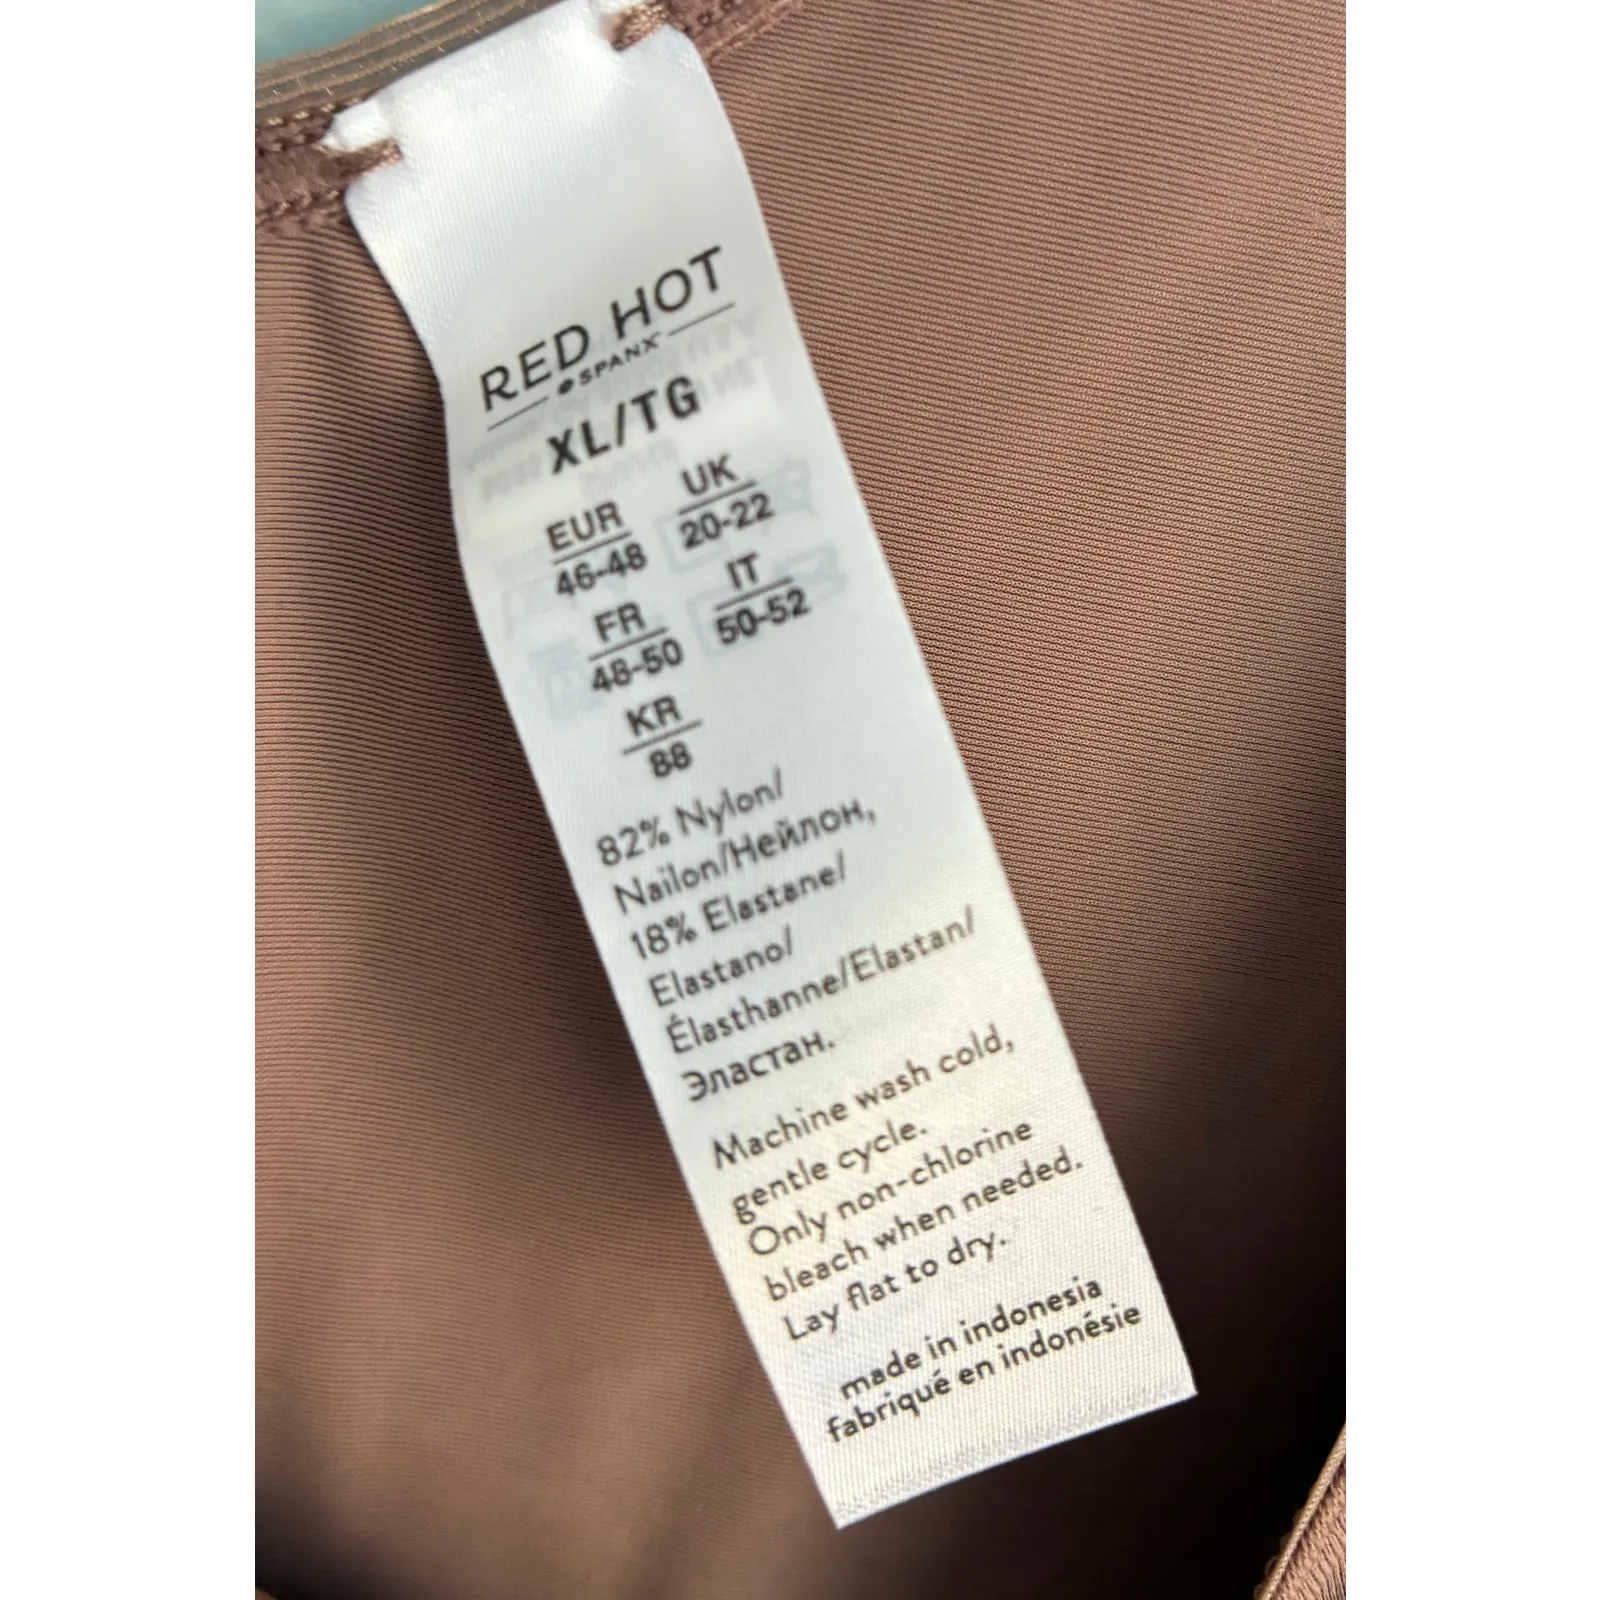 RED HOT
SPANX
XL/TG
EUR UK
46-48 20-22
FR IT
48-50 50-52
KR
88
82% Nylon/
Naïlon/Нейлон,
18% Elastane/
Elastano/
Élasthanne/Elastan/
Эластан.
Machine wash cold,
gentle cycle.
Only non-chlorine
bleach when needed.
Lay flat to dry.
made in indonesia
fabriqué en indonésie